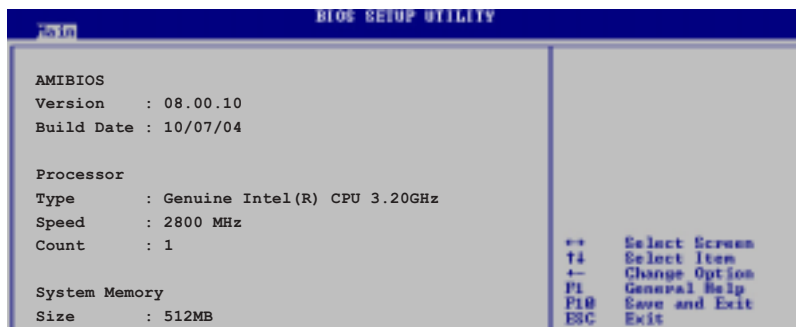 BIOS SETUP UTILITY
Main
AMIBIOS
Version : 08.00.10
Build Date : 10/07/04
Processor
Type : Genuine Intel(R) CPU 3.20GHz
Speed : 2800 MHz
Count : 1
System Memory
Size : 512MB
←→ Select Screen
↑↓ Select Item
+- Change Option
F1 General Help
F10 Save and Exit
ESC Exit